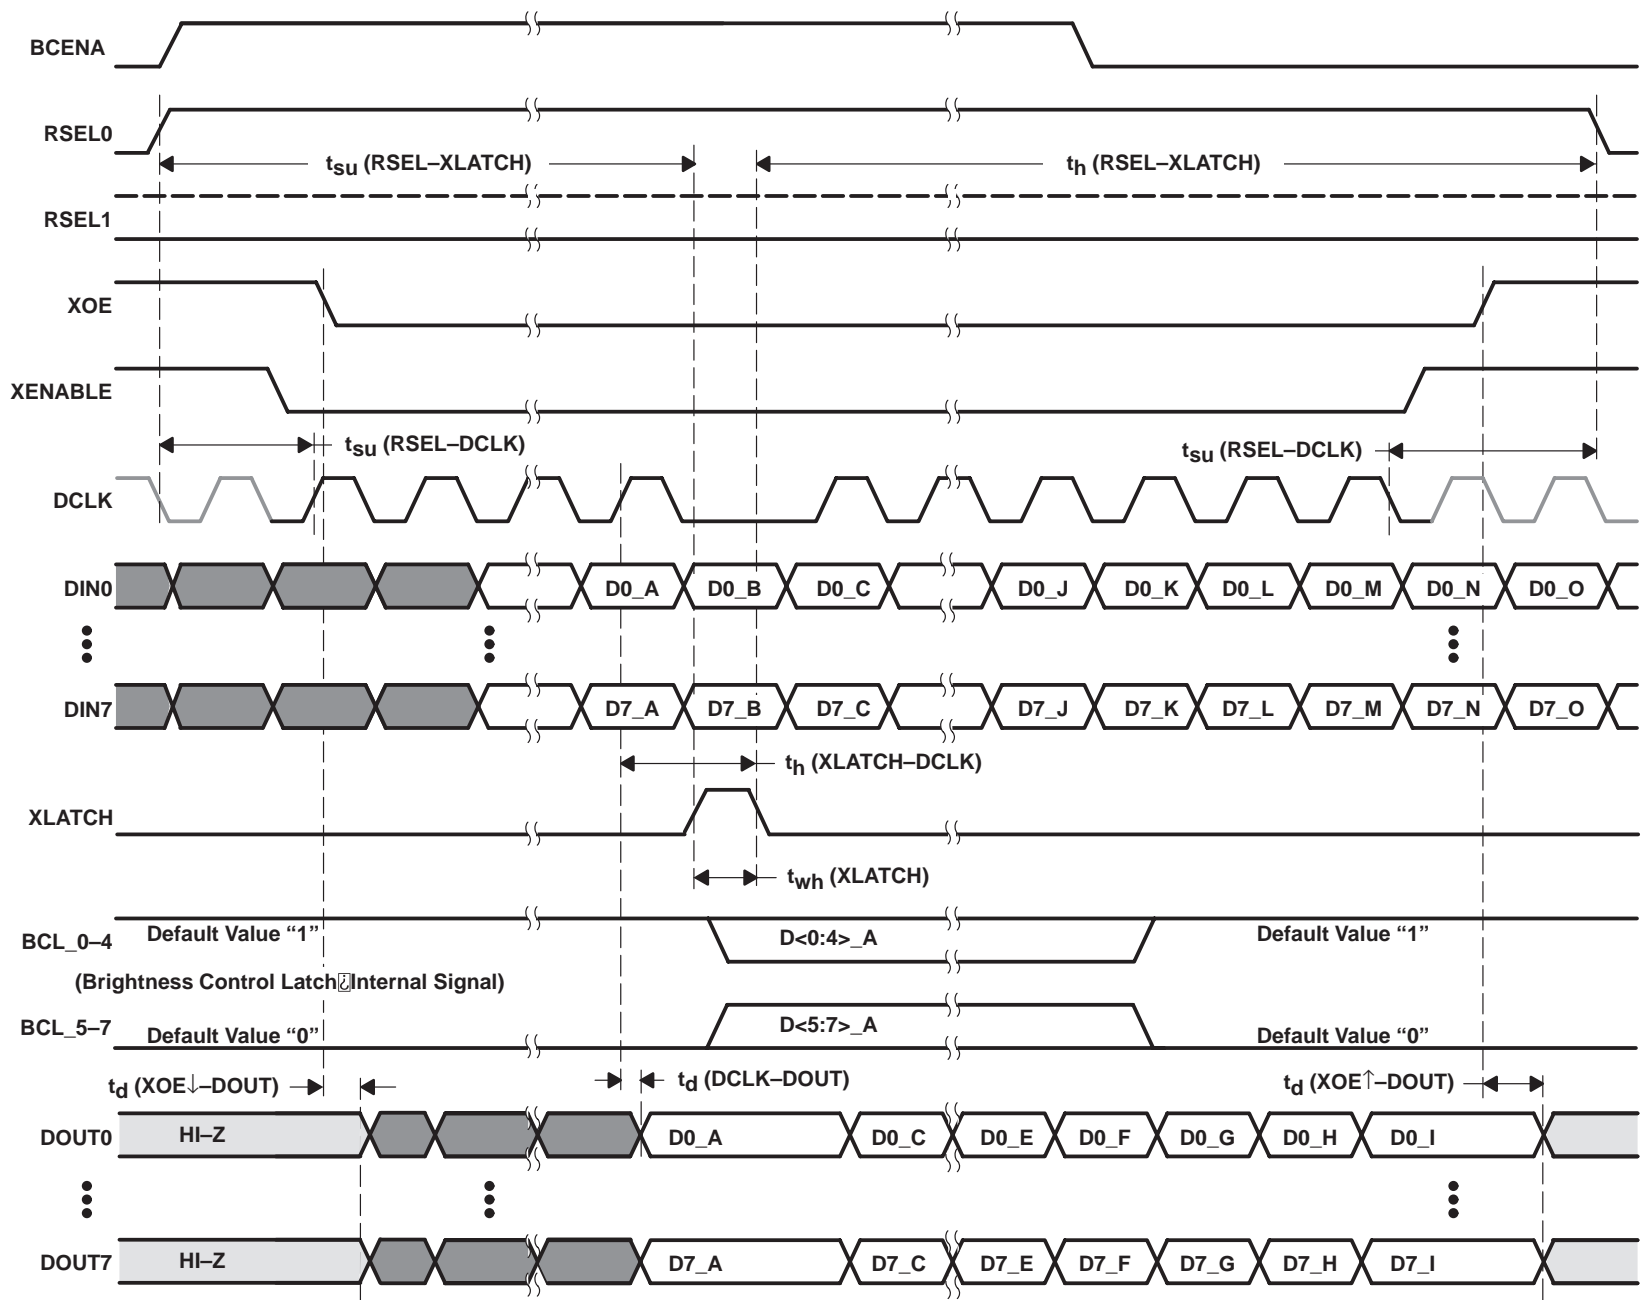 BCENA
RSEL0
tsu (RSEL–XLATCH)
th (RSEL–XLATCH)
RSEL1
XOE
XENABLE
tsu (RSEL–DCLK)
tsu (RSEL–DCLK)
DCLK
DIN0
D0_A D0_B D0_C D0_J D0_K D0_L D0_M D0_N D0_O
DIN7
D7_A D7_B D7_C D7_J D7_K D7_L D7_M D7_N D7_O
th (XLATCH–DCLK)
XLATCH
twh (XLATCH)
BCL_0–4
Default Value “1”
D<0:4>_A
Default Value “1”
(Brightness Control Latch⍰Internal Signal)
BCL_5–7
Default Value “0”
D<5:7>_A
Default Value “0”
td (XOE↓–DOUT)
td (DCLK–DOUT)
td (XOE↑–DOUT)
DOUT0
HI–Z
D0_A D0_C D0_E D0_F D0_G D0_H D0_I
DOUT7
HI–Z
D7_A D7_C D7_E D7_F D7_G D7_H D7_I